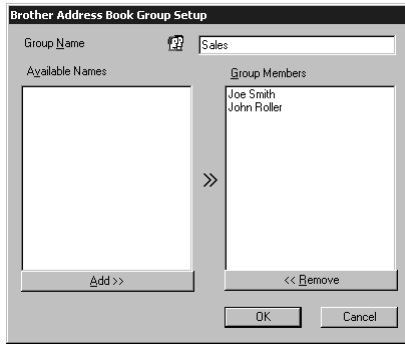 Brother Address Book Group Setup
Group Name
Sales
Available Names
Group Members
Joe Smith
John Roller
Add >>
<< Remove
OK
Cancel